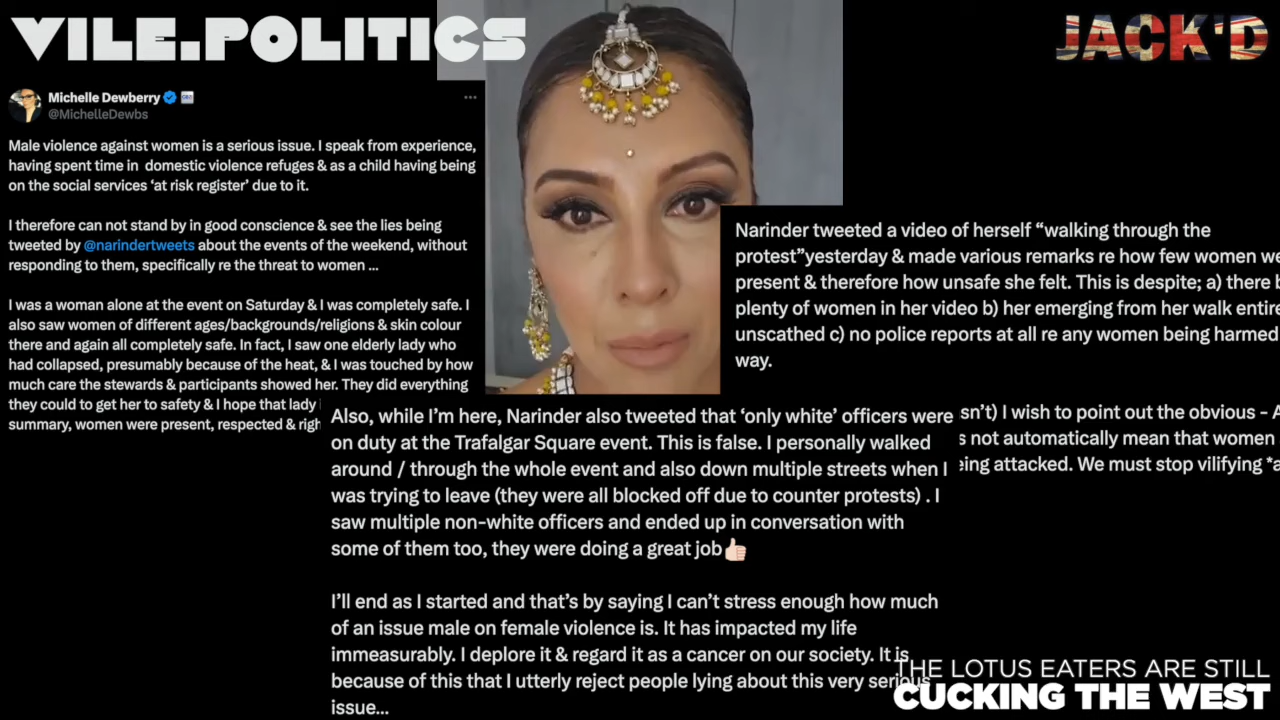 VILE.POLITICS
JACK'D
Michelle Dewberry
@MichelleDewbs
Male violence against women is a serious issue. I speak from experience,
having spent time in domestic violence refuges & as a child having being
on the social services ‘at risk register’ due to it.
I therefore can not stand by in good conscience & see the lies being
tweeted by @narindertweets about the events of the weekend, without
responding to them, specifically re the threat to women ...
I was a woman alone at the event on Saturday & I was completely safe. I
also saw women of different ages/backgrounds/religions & skin colour
there and again all completely safe. In fact, I saw one elderly lady who
had collapsed, presumably because of the heat, & I was touched by how
much care the stewards & participants showed her. They did everything
they could to get her to safety & I hope that lady
summary, women were present, respected & righ
Narinder tweeted a video of herself “walking through the
protest”yesterday & made various remarks re how few women we
present & therefore how unsafe she felt. This is despite; a) there b
plenty of women in her video b) her emerging from her walk entire
unscathed c) no police reports at all re any women being harmed
way.
sn’t) I wish to point out the obvious - A
s not automatically mean that women
eing attacked. We must stop vilifying *a
Also, while I’m here, Narinder also tweeted that ‘only white’ officers were
on duty at the Trafalgar Square event. This is false. I personally walked
around / through the whole event and also down multiple streets when I
was trying to leave (they were all blocked off due to counter protests) . I
saw multiple non-white officers and ended up in conversation with
some of them too, they were doing a great job👍🏻
I’ll end as I started and that’s by saying I can’t stress enough how much
of an issue male on female violence is. It has impacted my life
immeasurably. I deplore it & regard it as a cancer on our society. It is
because of this that I utterly reject people lying about this very serious
issue...
THE LOTUS EATERS ARE STILL
CUCKING THE WEST